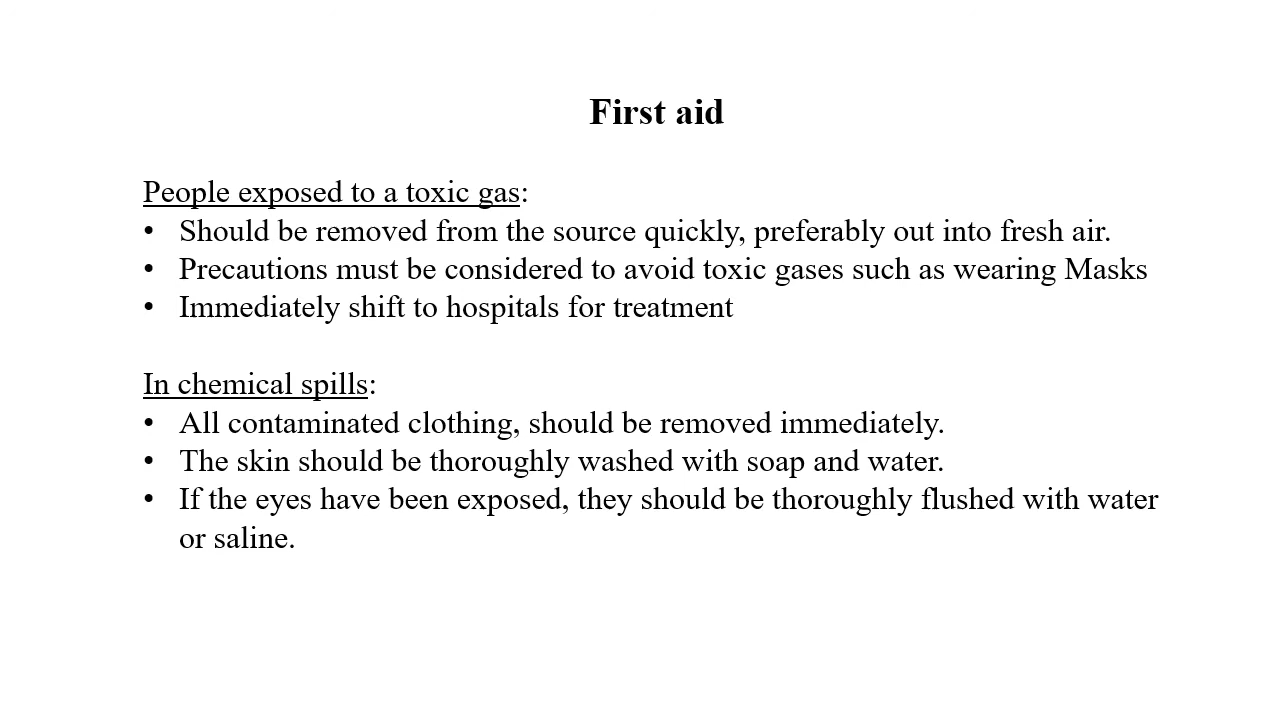 First aid
People exposed to a toxic gas:
• Should be removed from the source quickly, preferably out into fresh air.
• Precautions must be considered to avoid toxic gases such as wearing Masks
• Immediately shift to hospitals for treatment
In chemical spills:
• All contaminated clothing, should be removed immediately.
• The skin should be thoroughly washed with soap and water.
• If the eyes have been exposed, they should be thoroughly flushed with water
or saline.